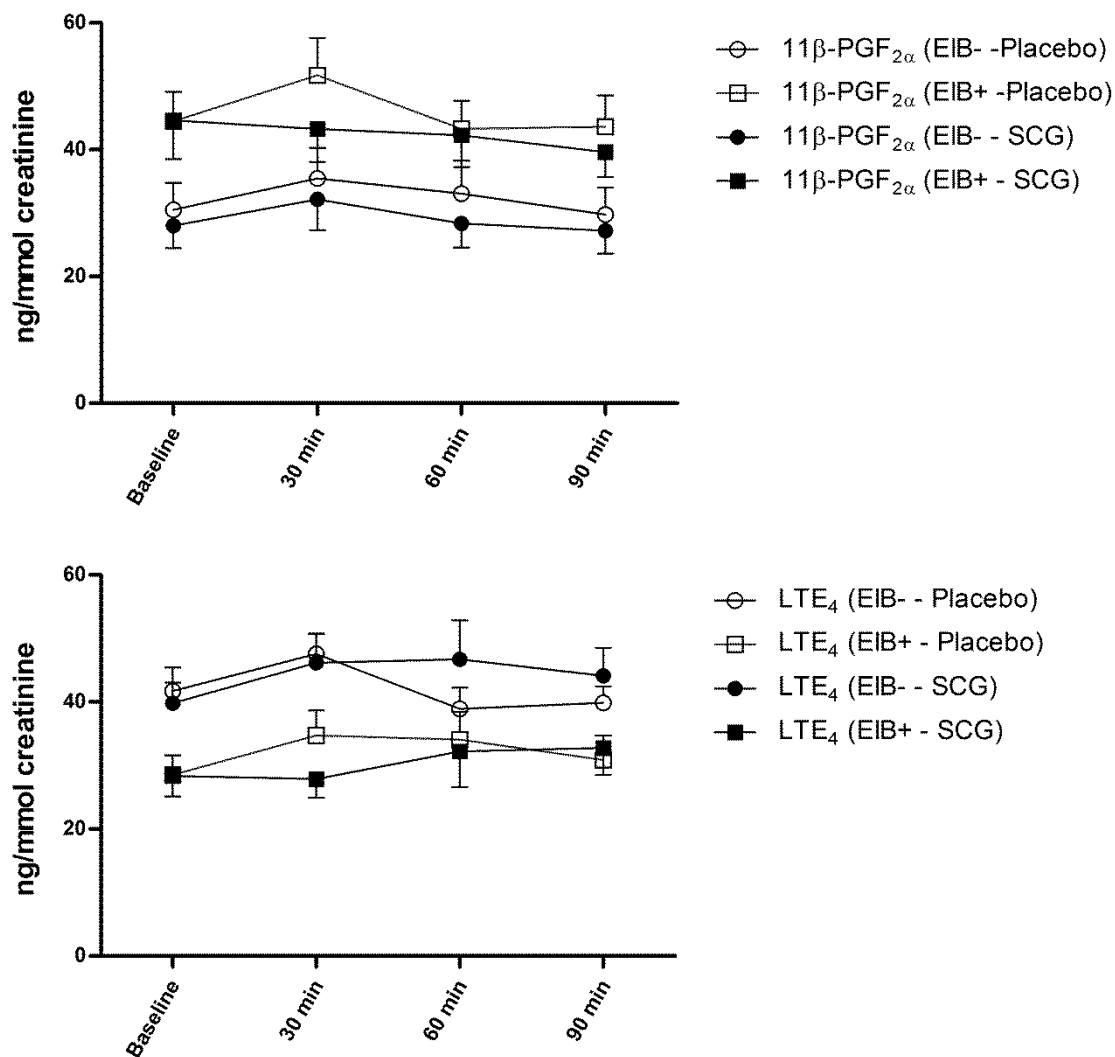 60
40
20
0
ng/mmol creatinine
Baseline
30 min
60 min
90 min
11β-PGF2α (EIB- -Placebo)
11β-PGF2α (EIB+ -Placebo)
11β-PGF2α (EIB- - SCG)
11β-PGF2α (EIB+ - SCG)
60
40
20
0
ng/mmol creatinine
Baseline
30 min
60 min
90 min
LTE4 (EIB- - Placebo)
LTE4 (EIB+ - Placebo)
LTE4 (EIB- - SCG)
LTE4 (EIB+ - SCG)